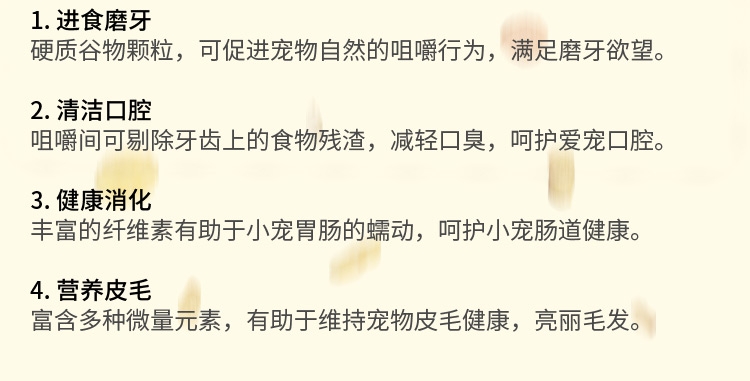 1. 进食磨牙
硬质谷物颗粒，可促进宠物自然的咀嚼行为，满足磨牙欲望。
2. 清洁口腔
咀嚼间可剔除牙齿上的食物残渣，减轻口臭，呵护爱宠口腔。
3. 健康消化
丰富的纤维素有助于小宠胃肠的蠕动，呵护小宠肠道健康。
4. 营养皮毛
富含多种微量元素，有助于维持宠物皮毛健康，亮丽毛发。